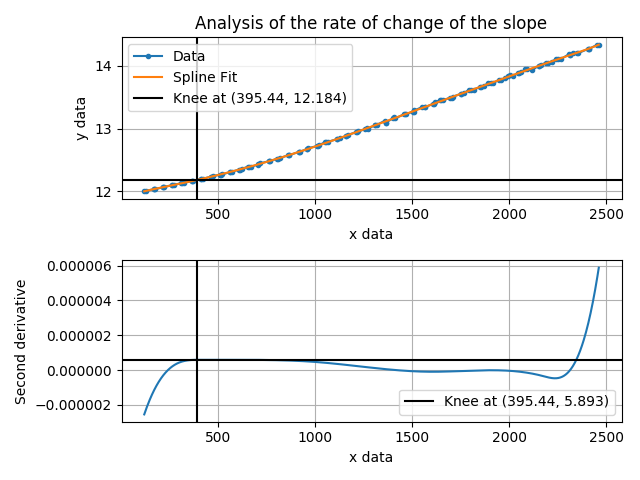 Analysis of the rate of change of the slope
Data
Spline Fit
Knee at (395.44, 12.184)
y data
14
13
12
500 1000 1500 2000 2500
x data
Second derivative
0.000006
0.000004
0.000002
0.000000
−0.000002
Knee at (395.44, 5.893)
500 1000 1500 2000 2500
x data